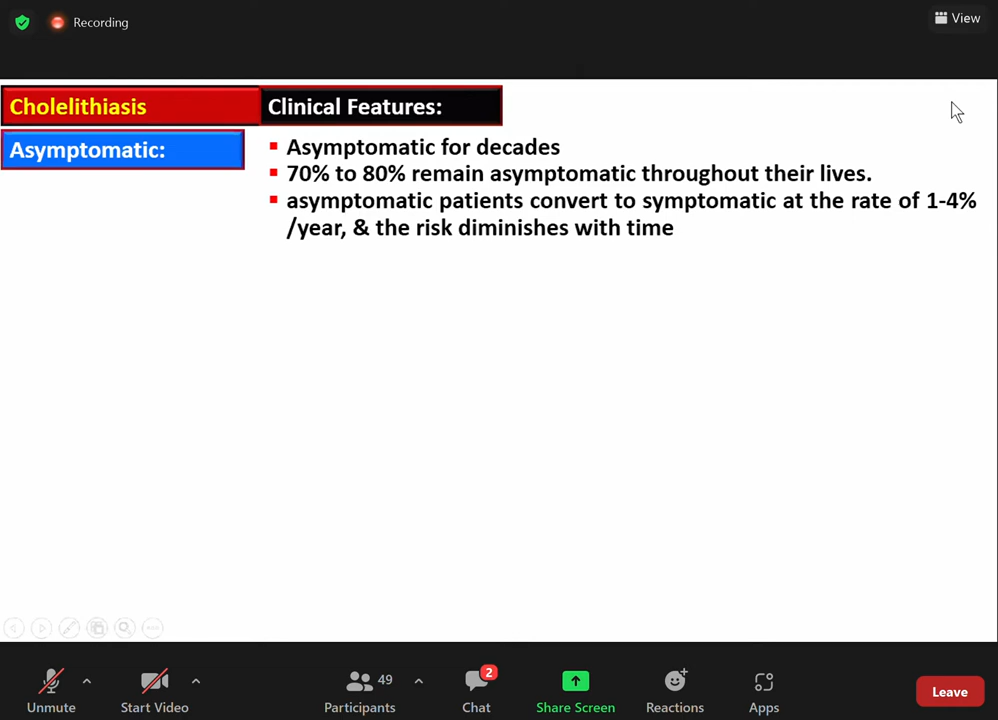 Recording
View
Cholelithiasis
Clinical Features:
Asymptomatic:
Asymptomatic for decades
70% to 80% remain asymptomatic throughout their lives.
asymptomatic patients convert to symptomatic at the rate of 1-4%
/year, & the risk diminishes with time
Unmute
Start Video
49
Participants
2
Chat
Share Screen
Reactions
Apps
Leave